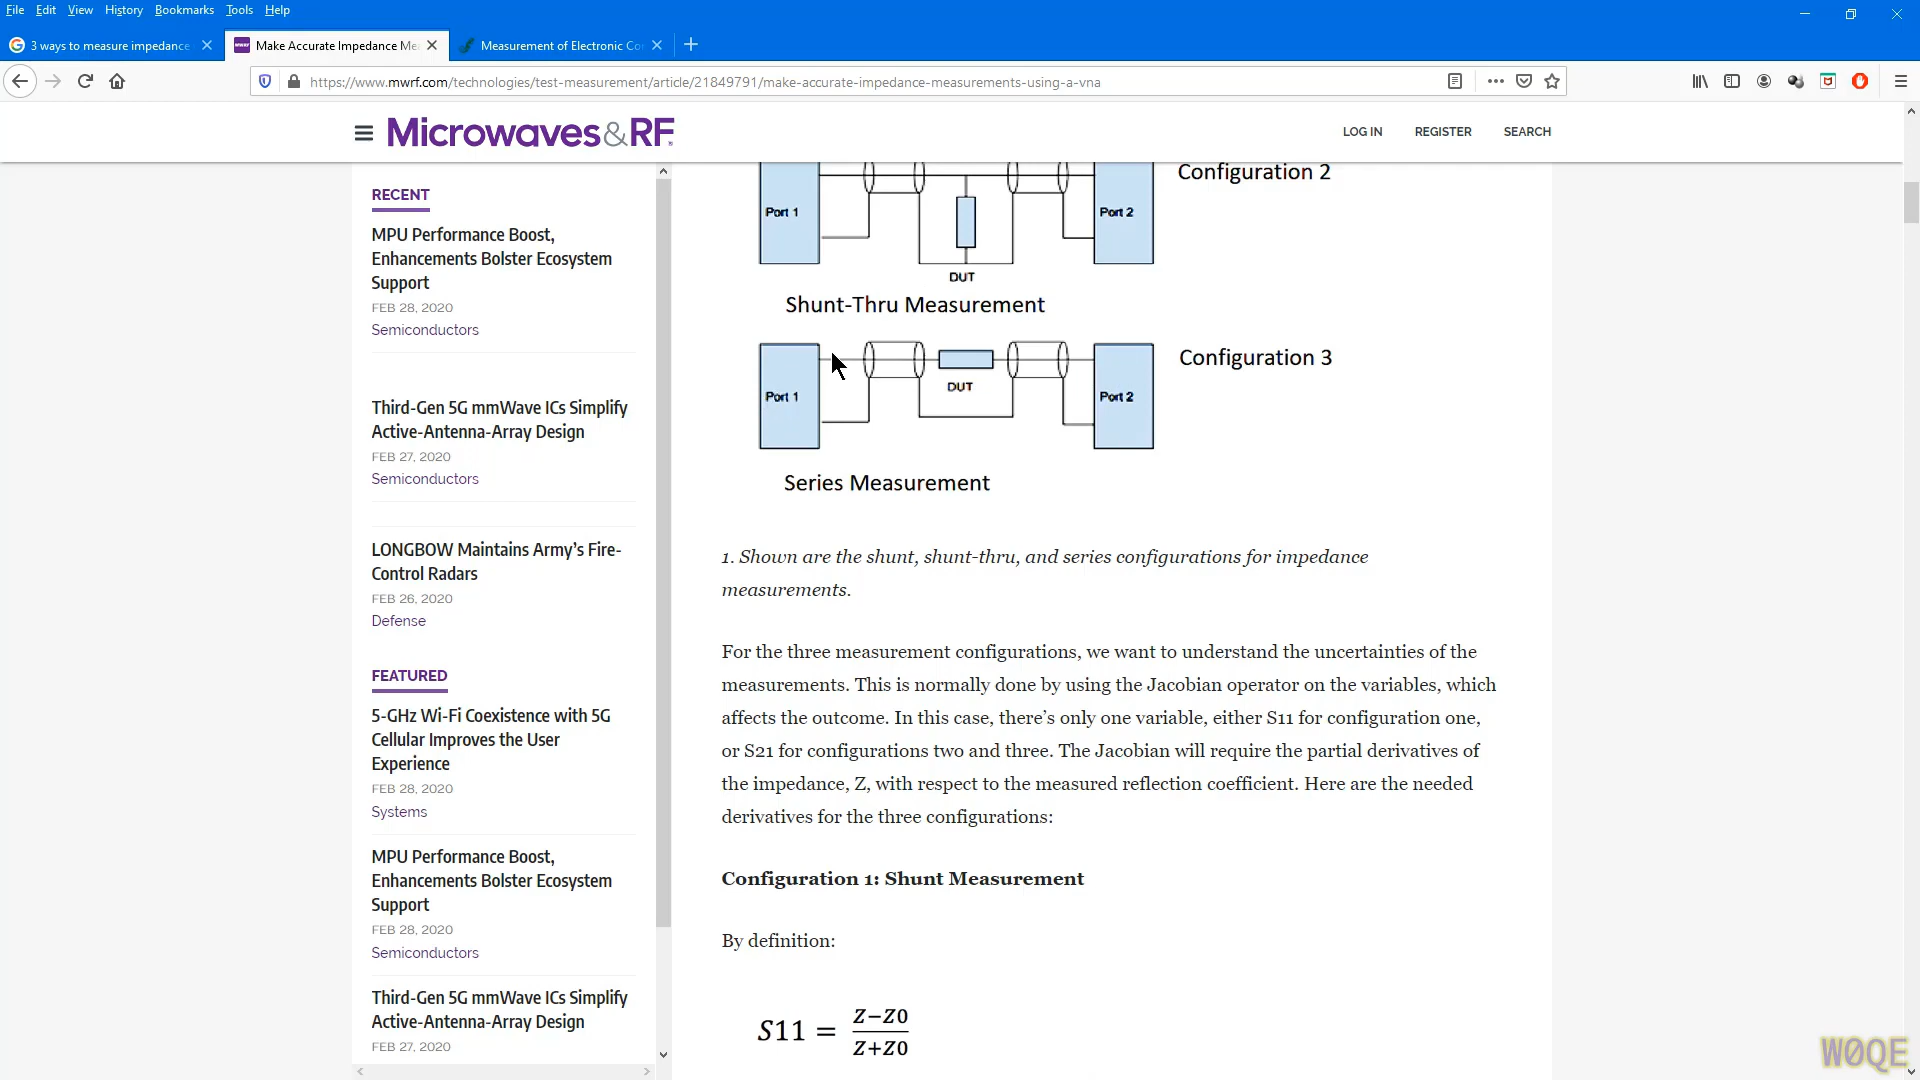 File Edit View History Bookmarks Tools Help
3 ways to measure impedance
Make Accurate Impedance Me
Measurement of Electronic Co
https://www.mwrf.com/technologies/test-measurement/article/21849791/make-accurate-impedance-measurements-using-a-vna
Microwaves&RF
LOG IN REGISTER SEARCH
RECENT
MPU Performance Boost,
Enhancements Bolster Ecosystem
Support
FEB 28, 2020
Semiconductors
Third-Gen 5G mmWave ICs Simplify
Active-Antenna-Array Design
FEB 27, 2020
Semiconductors
LONGBOW Maintains Army’s Fire-
Control Radars
FEB 26, 2020
Defense
FEATURED
5-GHz Wi-Fi Coexistence with 5G
Cellular Improves the User
Experience
FEB 28, 2020
Systems
MPU Performance Boost,
Enhancements Bolster Ecosystem
Support
FEB 28, 2020
Semiconductors
Third-Gen 5G mmWave ICs Simplify
Active-Antenna-Array Design
FEB 27, 2020
Configuration 2
Port 1 Port 2
DUT
Shunt-Thru Measurement
Configuration 3
DUT
Port 1 Port 2
Series Measurement
1. Shown are the shunt, shunt-thru, and series configurations for impedance
measurements.
For the three measurement configurations, we want to understand the uncertainties of the
measurements. This is normally done by using the Jacobian operator on the variables, which
affects the outcome. In this case, there’s only one variable, either S11 for configuration one,
or S21 for configurations two and three. The Jacobian will require the partial derivatives of
the impedance, Z, with respect to the measured reflection coefficient. Here are the needed
derivatives for the three configurations:
Configuration 1: Shunt Measurement
By definition:
S11 = Z−Z0
Z+Z0
W0QE